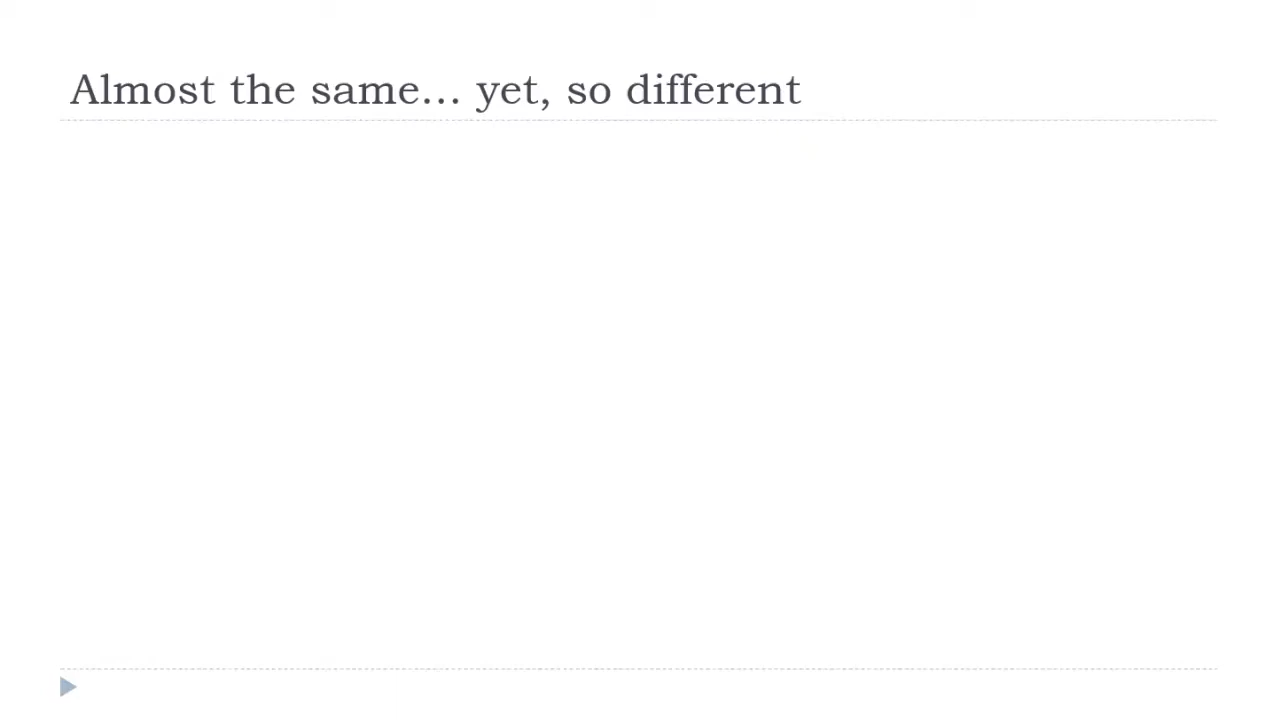 Almost the same… yet, so different